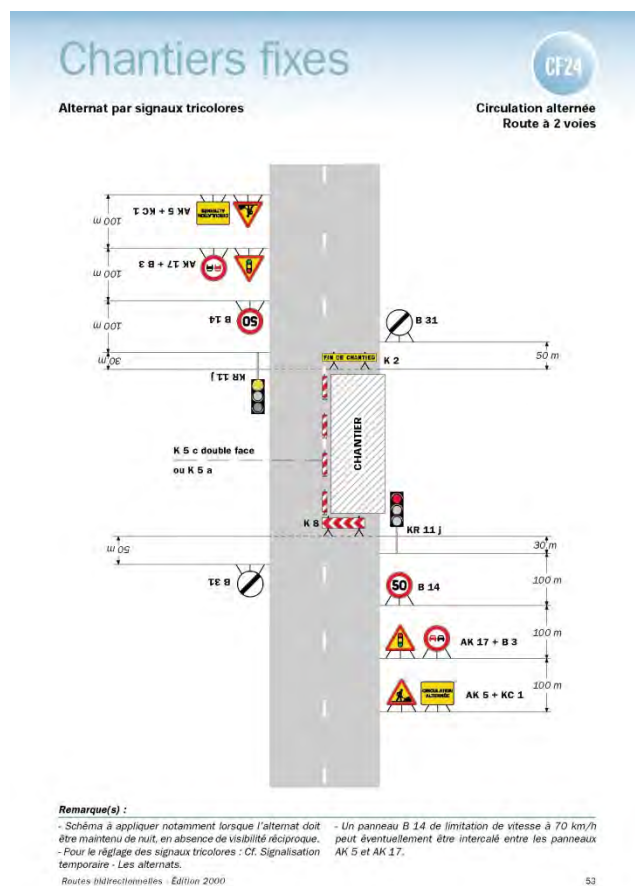 Chantiers fixes
CF24
Alternat par signaux tricolores
Circulation alternée
Route à 2 voies
AK 5 + KC 1
CIRCULATION
ALTERNÉE
100 m
AK 17 + B 3
100 m
B 14
50
100 m
KR 11 j
30 m
B 31
50 m
FIN DE CHANTIER
K 2
CHANTIER
K 5 c double face
ou K 5 a
K 8
KR 11 j
50 m
30 m
B 31
50
B 14
100 m
AK 17 + B 3
100 m
CIRCULATION
ALTERNÉE
AK 5 + KC 1
100 m
Remarque(s) :
- Schéma à appliquer notamment lorsque l'alternat doit
être maintenu de nuit, en absence de visibilité réciproque.
- Pour le réglage des signaux tricolores : Cf. Signalisation
temporaire - Les alternats.
- Un panneau B 14 de limitation de vitesse à 70 km/h
peut éventuellement être intercalé entre les panneaux
AK 5 et AK 17.
Routes bidirectionnelles - Édition 2000
53